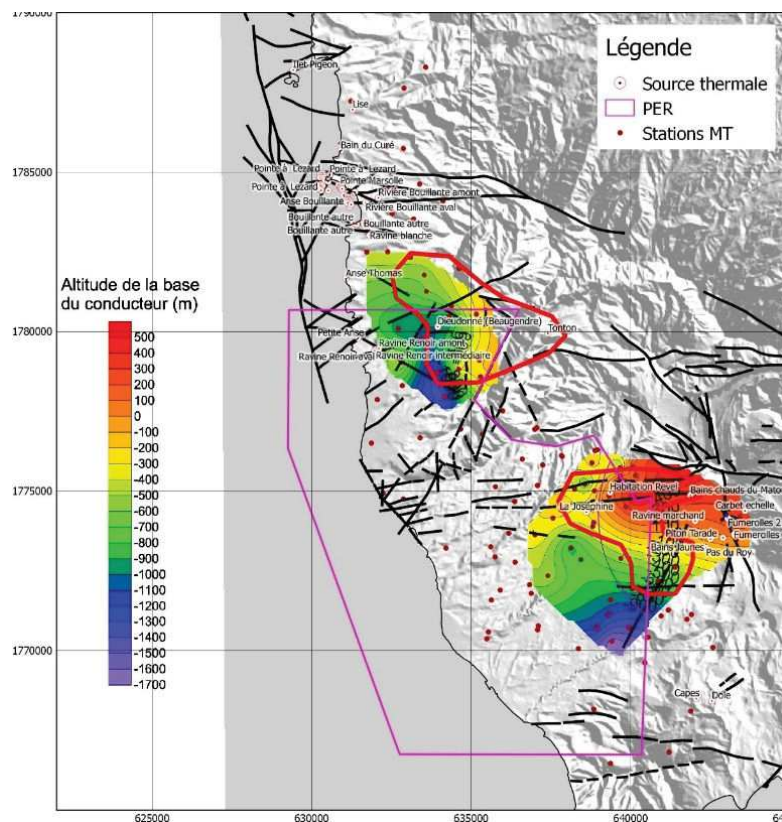 1790000
Ilet Pigeon
Lise
Bain du Curé
1785000
Pointe à Lezard
Pointe à Lezard
Pointe Marsolle
Pointe à Lezard
Rivière Bouillante amont
Anse Bouillante
Rivière Bouillante aval
Bouillante autre
Bouillante autre
Bouillante autre
Ravine blanche
Légende
Source thermale
PER
Stations MT
Altitude de la base
du conducteur (m)
500
400
300
200
100
0
-100
-200
-300
-400
-500
-600
-700
-800
-900
-1000
-1100
-1200
-1300
-1400
-1500
-1600
-1700
Anse Thomas
1780000
Dieudonné (Beaugendre)
Tonton
Petite Anse
Ravine Renoir amont
Ravine Renoir aval
Ravine Renoir intermédiaire
1775000
Habitation Revel
Bains chauds du Mato
La Joséphine
Carbet echelle
Ravine marchand
Fumerolles 2
Piton Tarade
Fumerolles
Bains Jaunes
Pas du Roy
1770000
Capes
Dole
625000
630000
635000
640000